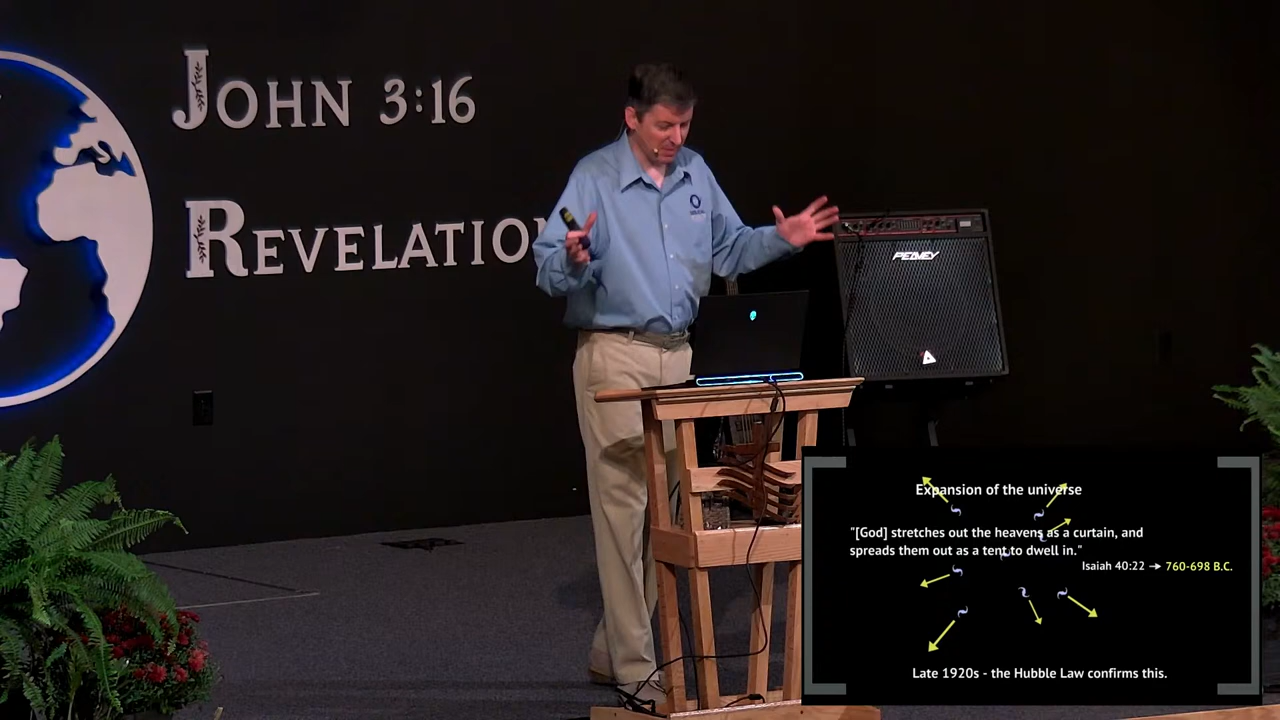 JOHN 3:16
REVELATIO
PEAVEY
Expansion of the universe
"[God] stretches out the heavens as a curtain, and
spreads them out as a tent to dwell in."
Isaiah 40:22 → 760-698 B.C.
Late 1920s - the Hubble Law confirms this.